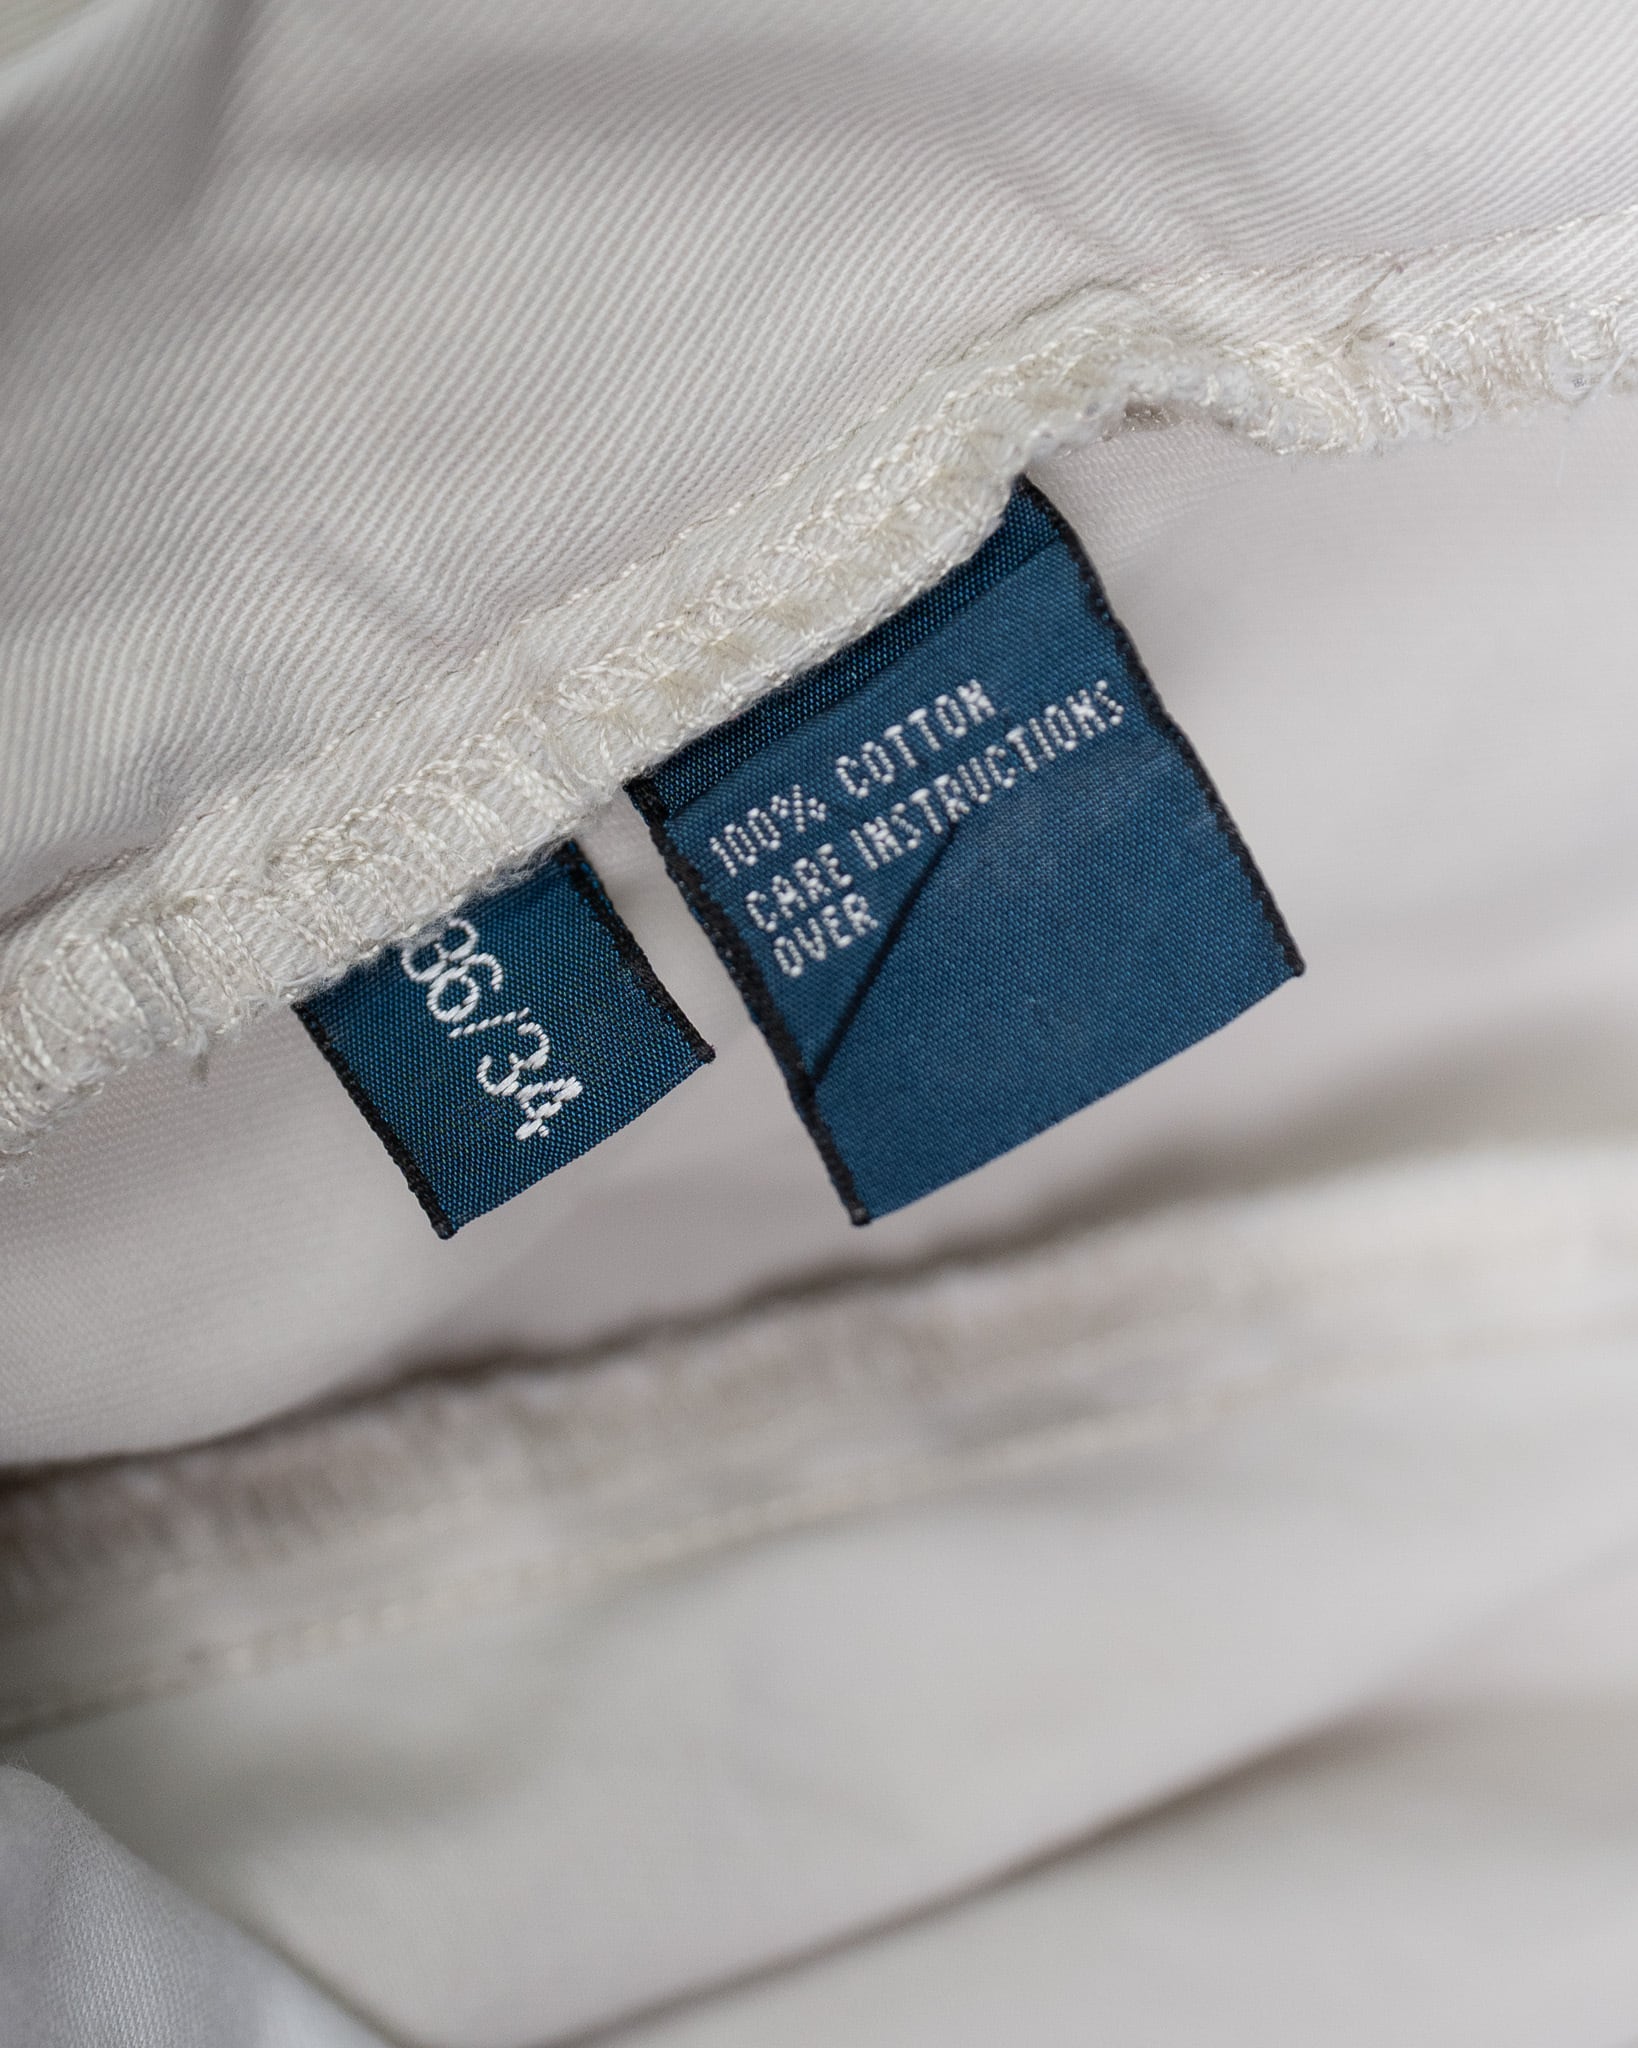 36/34
100% COTTON
CARE INSTRUCTIONS
OVER